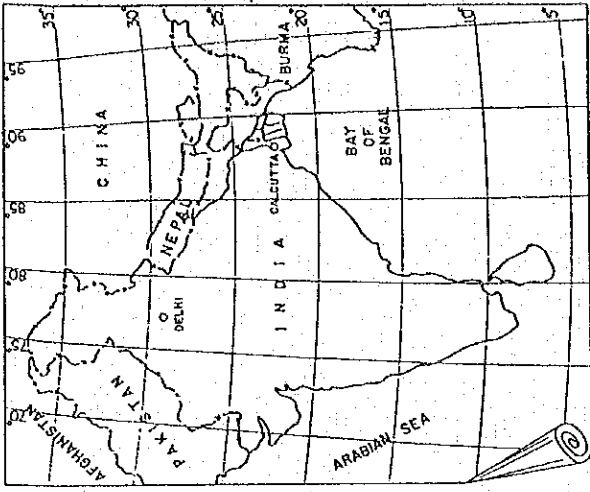 35°
30°
25°
20°
15°
10°
5°
95°
90°
85°
80°
75°
70°
CHINA
BURMA
NEPAL
CALCUTTA
BAY
OF
BENGAL
DELHI
INDIA
AFGHANISTAN
PAKISTAN
ARABIAN SEA